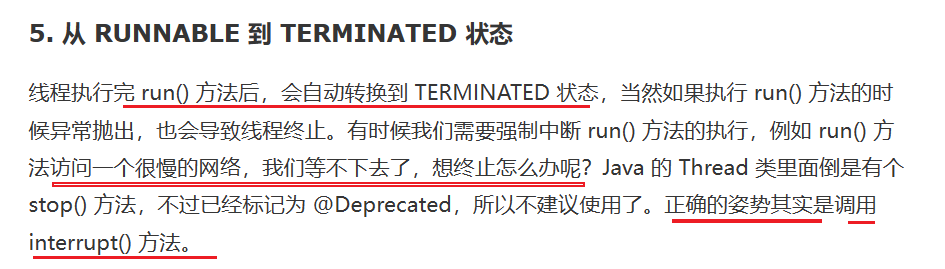 5. 从 RUNNABLE 到 TERMINATED 状态
线程执行完 run() 方法后，会自动转换到 TERMINATED 状态，当然如果执行 run() 方法的时
候异常抛出，也会导致线程终止。有时候我们需要强制中断 run() 方法的执行，例如 run() 方
法访问一个很慢的网络，我们等不下去了，想终止怎么办呢？Java 的 Thread 类里面倒是有个
stop() 方法，不过已经标记为 @Deprecated，所以不建议使用了。正确的姿势其实是调用
interrupt() 方法。